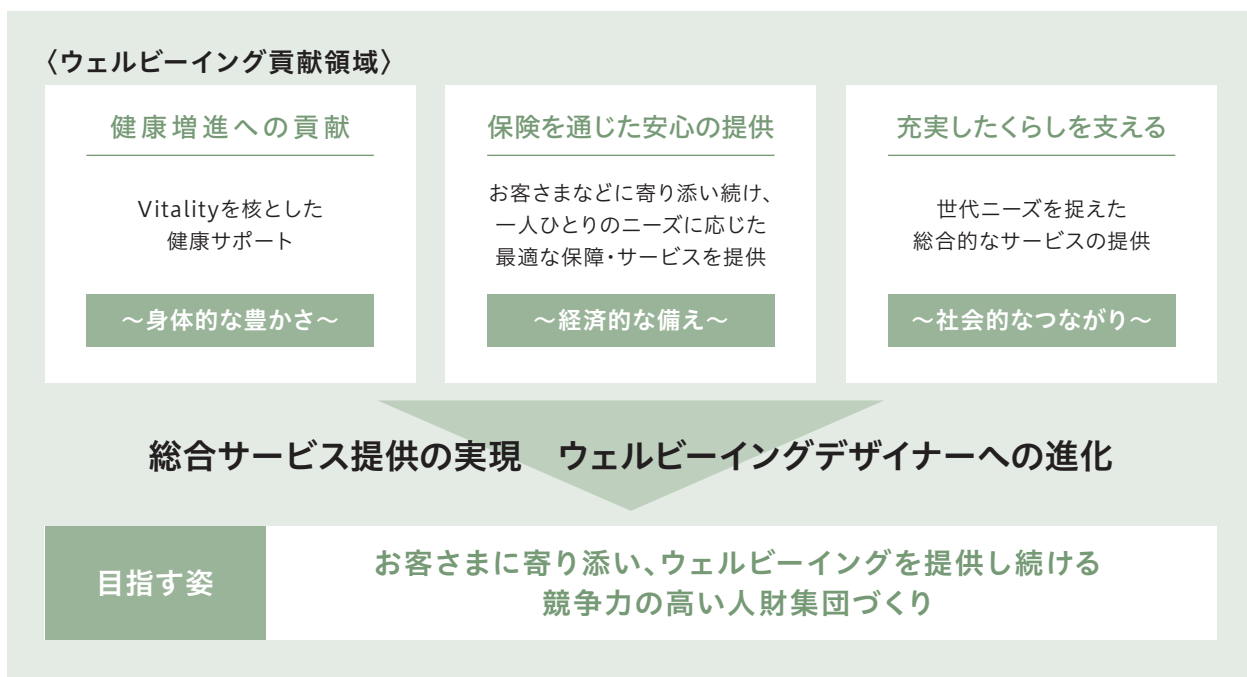 〈ウェルビーイング貢献領域〉
健康増進への貢献
Vitalityを核とした
健康サポート
～身体的な豊かさ～
保険を通じた安心の提供
お客さまなどに寄り添い続け、
一人ひとりのニーズに応じた
最適な保障・サービスを提供
～経済的な備え～
充実したくらしを支える
世代ニーズを捉えた
総合的なサービスの提供
～社会的なつながり～
総合サービス提供の実現　ウェルビーイングデザイナーへの進化
目指す姿
お客さまに寄り添い、ウェルビーイングを提供し続ける
競争力の高い人財集団づくり